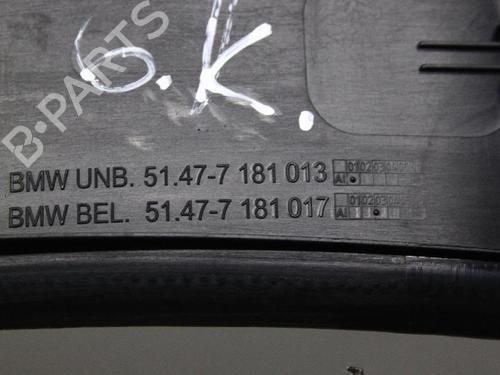 B-PARTS
G.K.
BMW UNB. 51.47-7 181 013
BMW BEL. 51.47-7 181 017